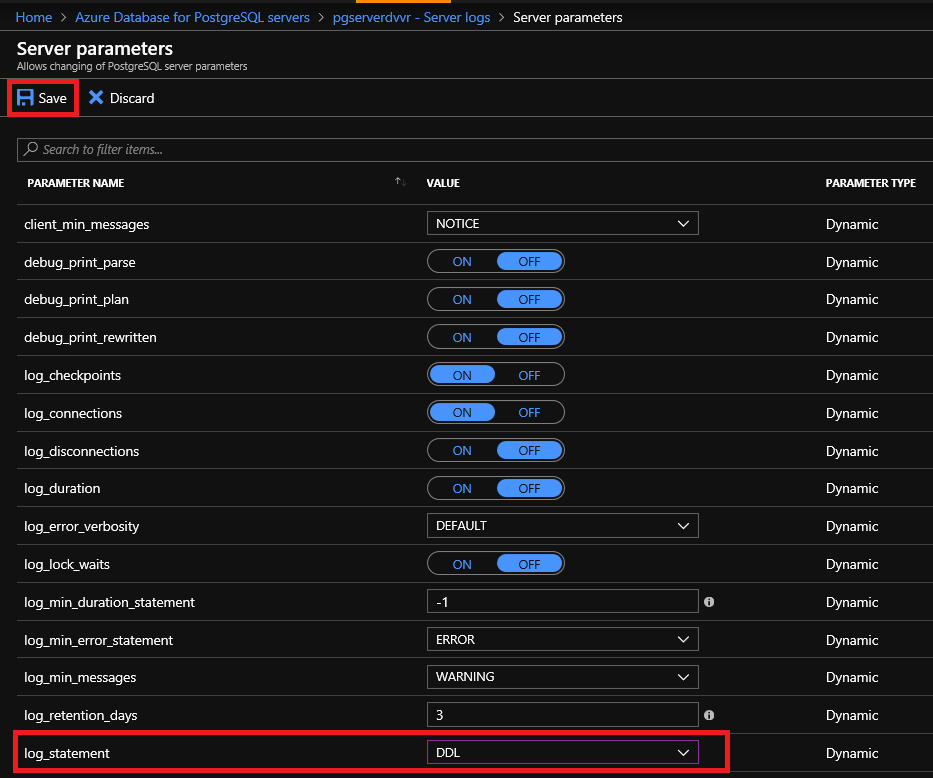 Home > Azure Database for PostgreSQL servers > pgserverdvvr - Server logs > Server parameters
Server parameters
Allows changing of PostgreSQL server parameters
Save Discard
Search to filter items...
PARAMETER NAME VALUE PARAMETER TYPE
client_min_messages NOTICE Dynamic
debug_print_parse ON OFF Dynamic
debug_print_plan ON OFF Dynamic
debug_print_rewritten ON OFF Dynamic
log_checkpoints ON OFF Dynamic
log_connections ON OFF Dynamic
log_disconnections ON OFF Dynamic
log_duration ON OFF Dynamic
log_error_verbosity DEFAULT Dynamic
log_lock_waits ON OFF Dynamic
log_min_duration_statement -1 Dynamic
log_min_error_statement ERROR Dynamic
log_min_messages WARNING Dynamic
log_retention_days 3 Dynamic
log_statement DDL Dynamic